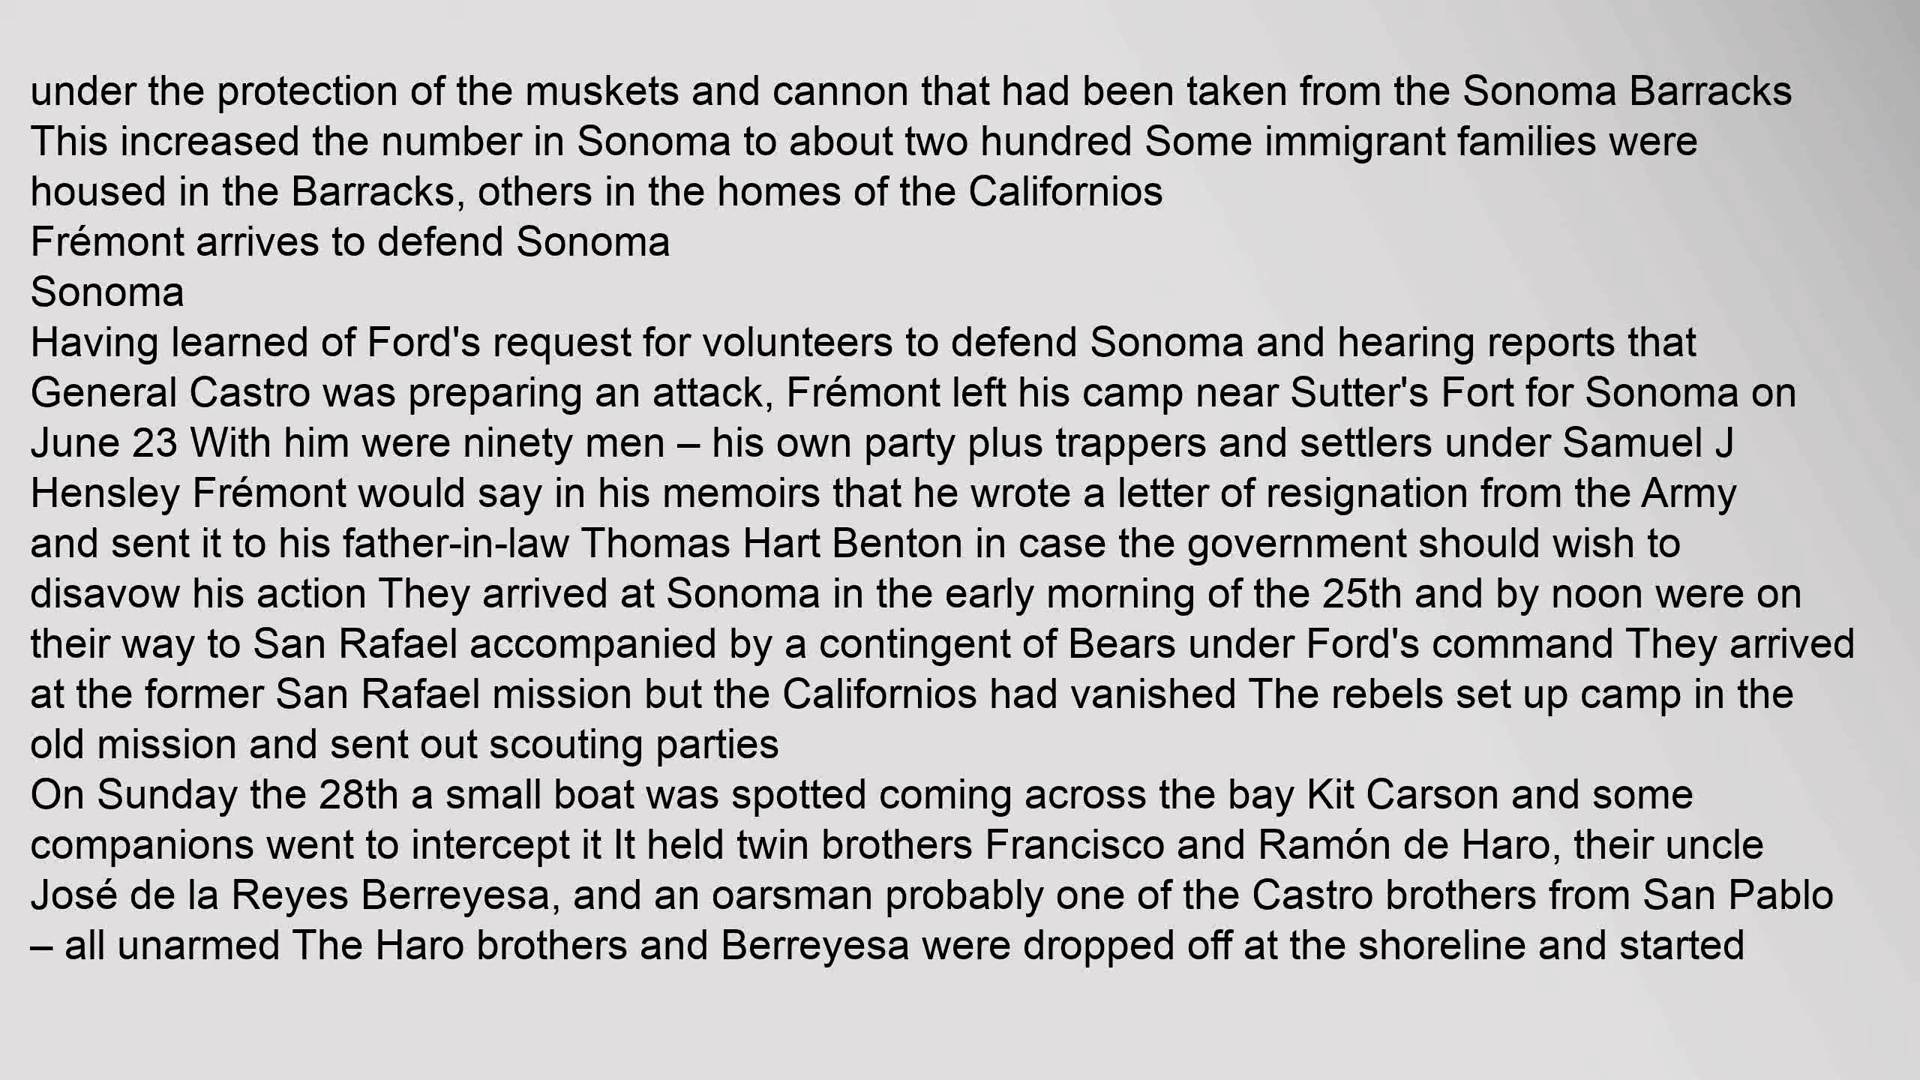 under the protection of the muskets and cannon that had been taken from the Sonoma Barracks
This increased the number in Sonoma to about two hundred Some immigrant families were
housed in the Barracks, others in the homes of the Californios
Frémont arrives to defend Sonoma
Sonoma
Having learned of Ford's request for volunteers to defend Sonoma and hearing reports that
General Castro was preparing an attack, Frémont left his camp near Sutter's Fort for Sonoma on
June 23 With him were ninety men – his own party plus trappers and settlers under Samuel J
Hensley Frémont would say in his memoirs that he wrote a letter of resignation from the Army
and sent it to his father-in-law Thomas Hart Benton in case the government should wish to
disavow his action They arrived at Sonoma in the early morning of the 25th and by noon were on
their way to San Rafael accompanied by a contingent of Bears under Ford's command They arrived
at the former San Rafael mission but the Californios had vanished The rebels set up camp in the
old mission and sent out scouting parties
On Sunday the 28th a small boat was spotted coming across the bay Kit Carson and some
companions went to intercept it It held twin brothers Francisco and Ramón de Haro, their uncle
José de la Reyes Berreyesa, and an oarsman probably one of the Castro brothers from San Pablo
– all unarmed The Haro brothers and Berreyesa were dropped off at the shoreline and started